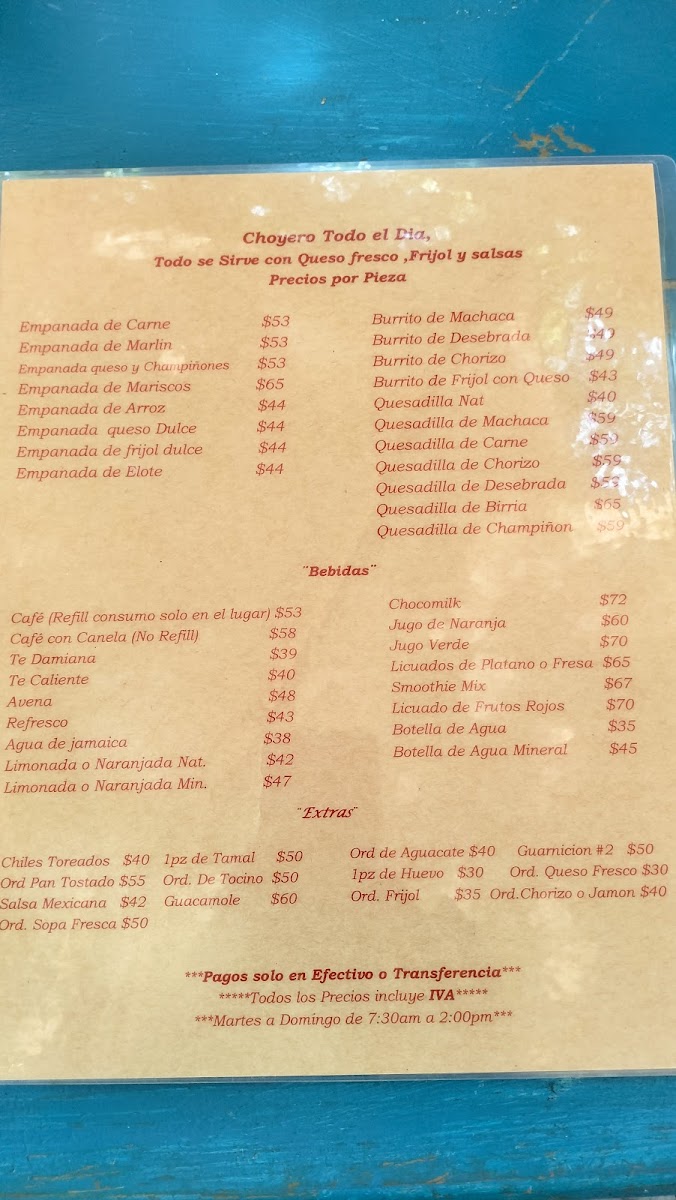 Choyero Todo el Dia,
Todo se Sirve con Queso fresco ,Frijol y salsas
Precios por Pieza
Empanada de Carne $53
Empanada de Marlin $53
Empanada queso y Champiñones $53
Empanada de Mariscos $65
Empanada de Arroz $44
Empanada queso Dulce $44
Empanada de frijol dulce $44
Empanada de Elote $44
Burrito de Machaca $49
Burrito de Desebrada $49
Burrito de Chorizo $49
Burrito de Frijol con Queso $43
Quesadilla Nat $40
Quesadilla de Machaca $59
Quesadilla de Carne $59
Quesadilla de Chorizo $59
Quesadilla de Desebrada $59
Quesadilla de Birria $65
Quesadilla de Champiñon $59
¨Bebidas¨
Café (Refill consumo solo en el lugar) $53
Café con Canela (No Refill) $58
Te Damiana $39
Te Caliente $40
Avena $48
Refresco $43
Agua de jamaica $38
Limonada o Naranjada Nat. $42
Limonada o Naranjada Min. $47
Chocomilk $72
Jugo de Naranja $60
Jugo Verde $70
Licuados de Platano o Fresa $65
Smoothie Mix $67
Licuado de Frutos Rojos $70
Botella de Agua $35
Botella de Agua Mineral $45
¨Extras¨
Chiles Toreados $40 1pz de Tamal $50
Ord Pan Tostado $55 Ord. De Tocino $50
Salsa Mexicana $42 Guacamole $60
Ord. Sopa Fresca $50
Ord de Aguacate $40 Guarnicion #2 $50
1pz de Huevo $30 Ord. Queso Fresco $30
Ord. Frijol $35 Ord.Chorizo o Jamon $40
***Pagos solo en Efectivo o Transferencia***
*****Todos los Precios incluye IVA*****
***Martes a Domingo de 7:30am a 2:00pm***